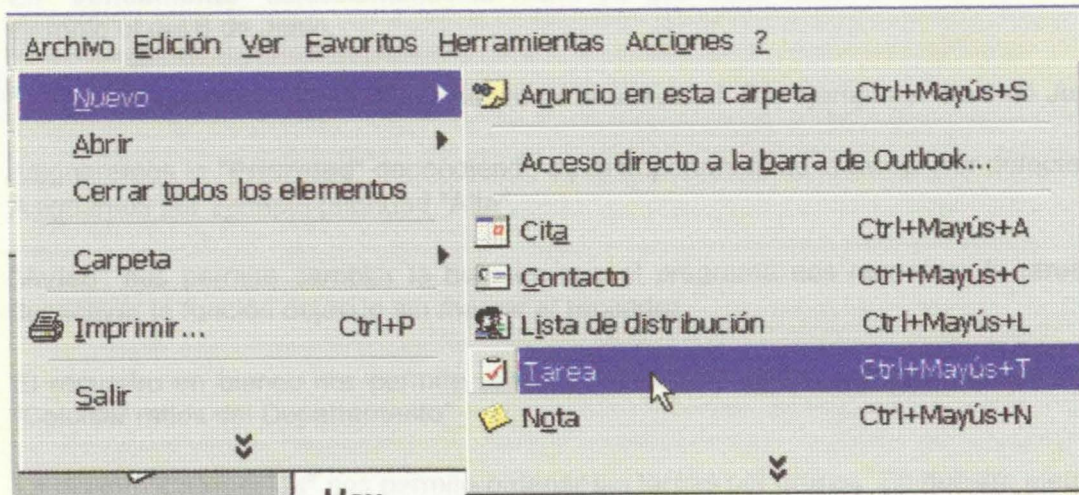 Archivo Edición Ver Favoritos Herramientas Acciones ?
Nuevo
Abrir
Cerrar todos los elementos
Carpeta
Imprimir... Ctrl+P
Salir
Anuncio en esta carpeta Ctrl+Mayús+S
Acceso directo a la barra de Outlook...
Cita Ctrl+Mayús+A
Contacto Ctrl+Mayús+C
Lista de distribución Ctrl+Mayús+L
Tarea Ctrl+Mayús+T
Nota Ctrl+Mayús+N